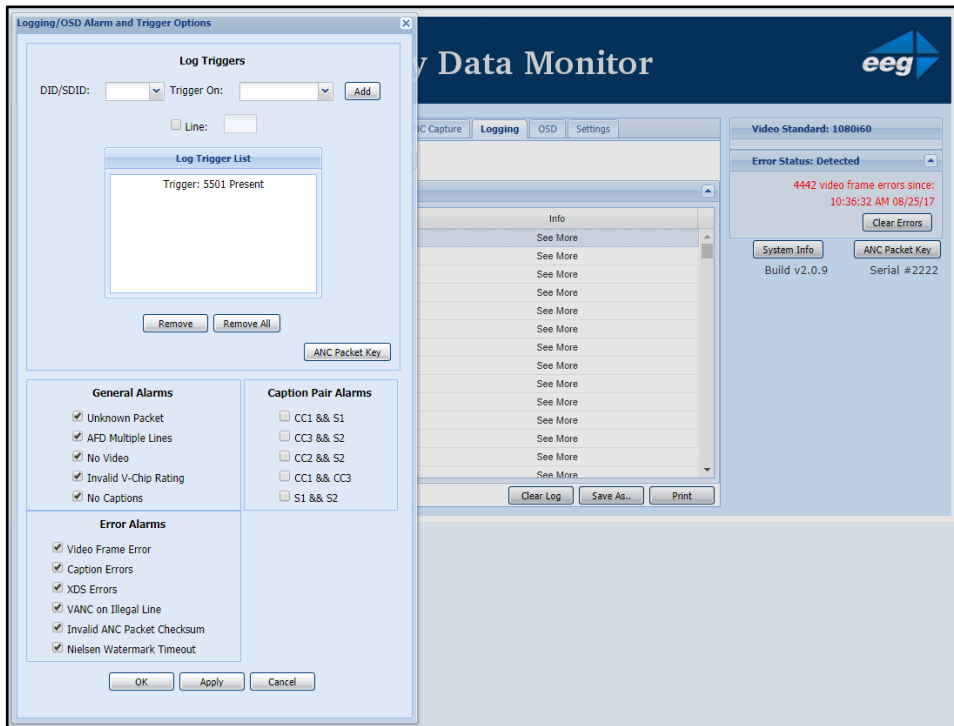 Logging/OSD Alarm and Trigger Options
Log Triggers
DID/SDID: Trigger On: Add
Line:
Log Trigger List
Trigger: 5501 Present
Remove Remove All
ANC Packet Key
General Alarms
Unknown Packet
AFD Multiple Lines
No Video
Invalid V-Chip Rating
No Captions
Caption Pair Alarms
CC1 && S1
CC3 && S2
CC2 && S2
CC1 && CC3
S1 && S2
Error Alarms
Video Frame Error
Caption Errors
XDS Errors
VANC on Illegal Line
Invalid ANC Packet Checksum
Nielsen Watermark Timeout
OK Apply Cancel
y Data Monitor
eeg
C Capture Logging OSD Settings
Info
See More
See More
See More
See More
See More
See More
See More
See More
See More
See More
See More
See More
See More
See More
Clear Log Save As.. Print
Video Standard: 1080i60
Error Status: Detected
4442 video frame errors since:
10:36:32 AM 08/25/17
Clear Errors
System Info ANC Packet Key
Build v2.0.9 Serial #2222